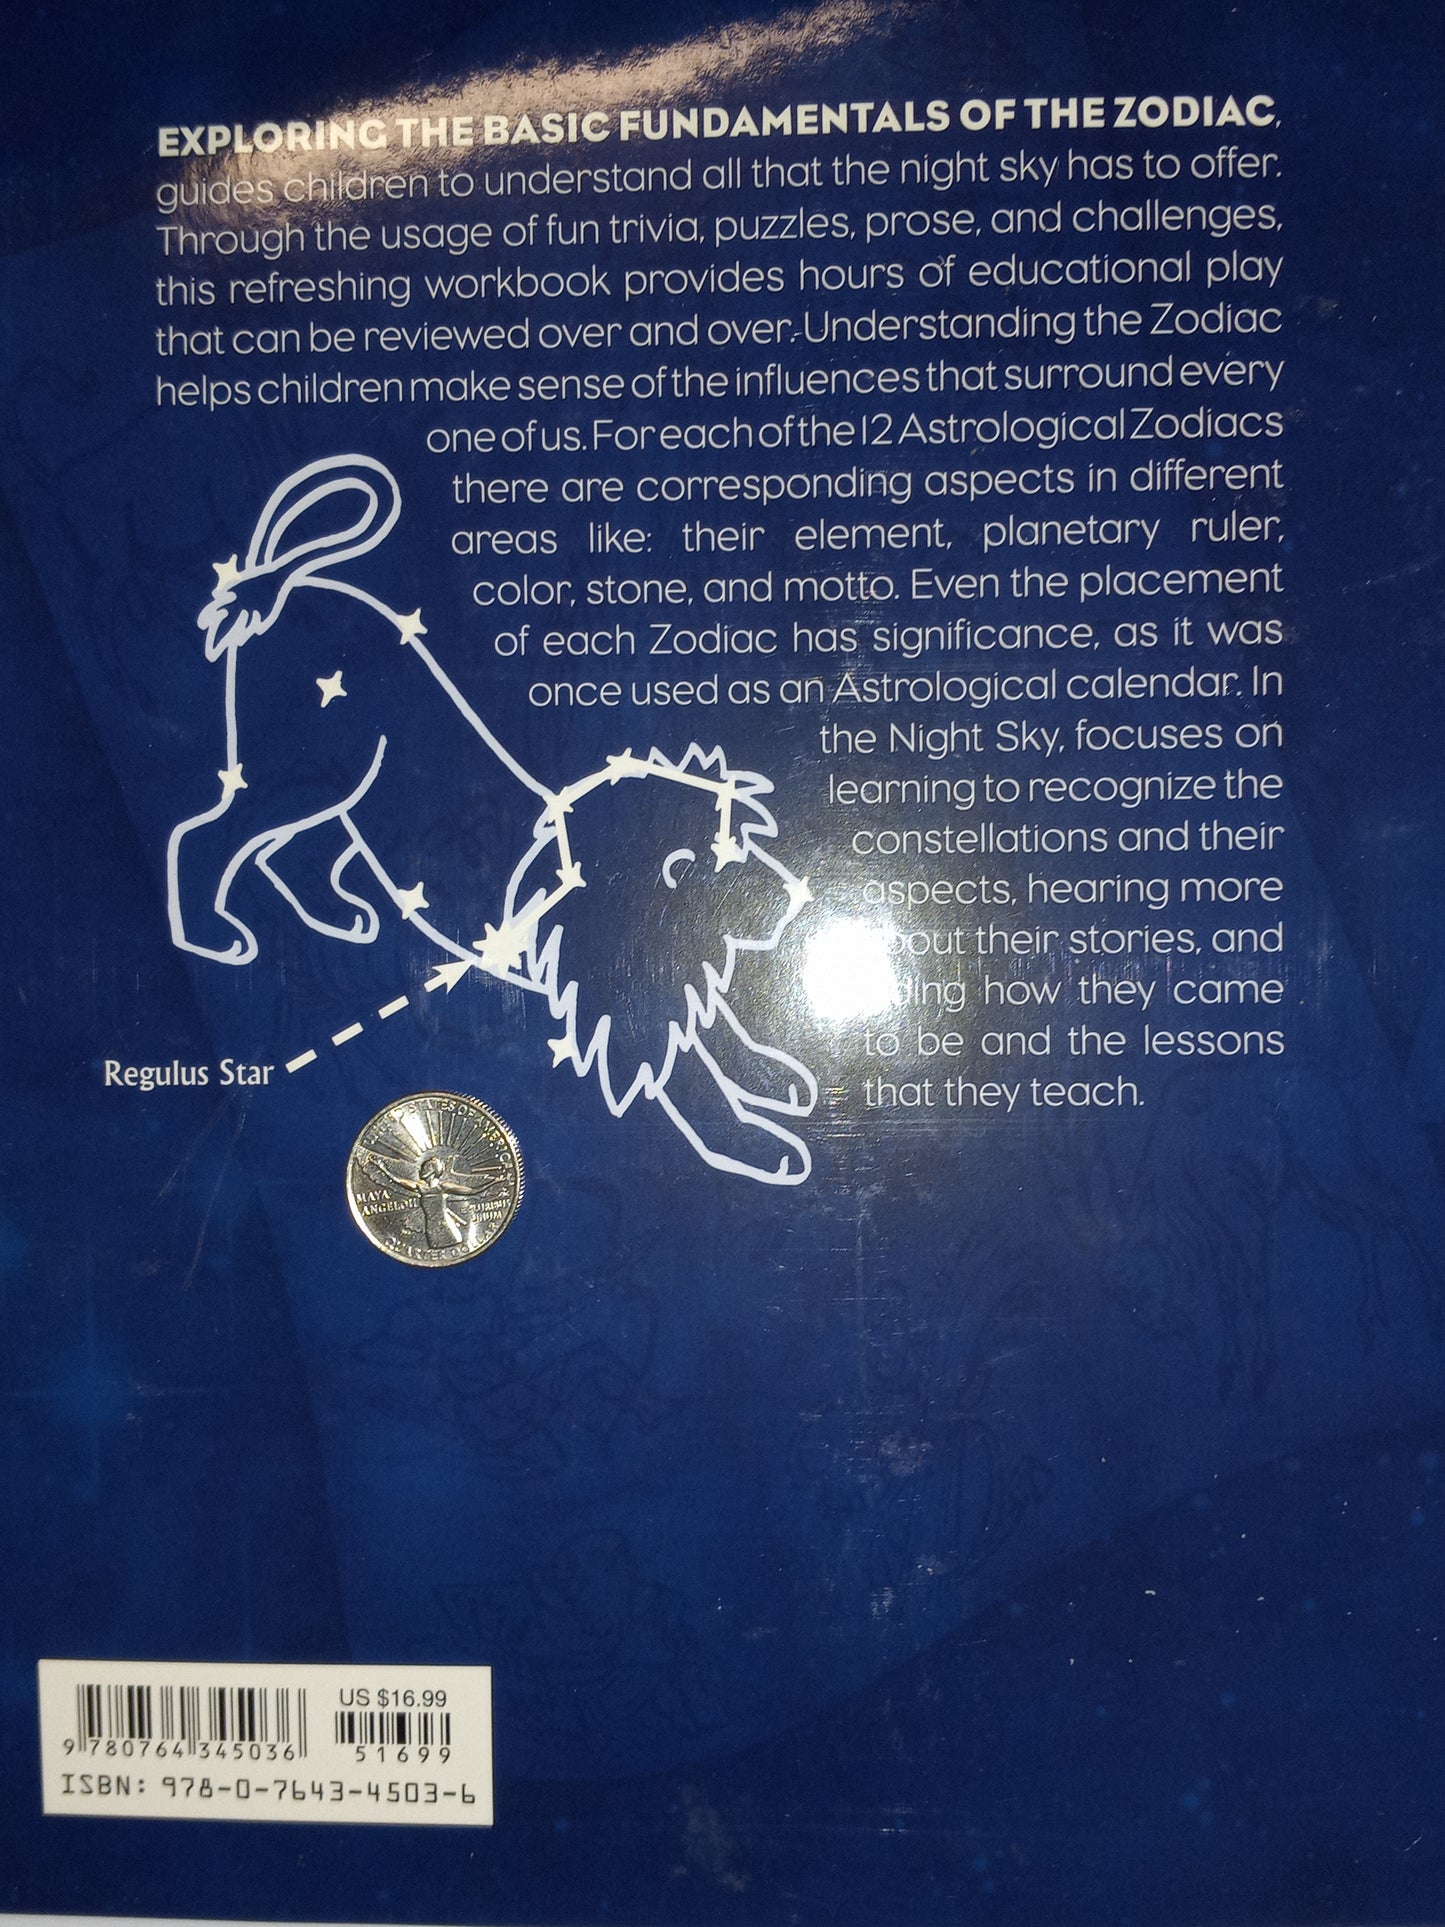 EXPLORING THE BASIC FUNDAMENTALS OF THE ZODIAC,
guides children to understand all that the night sky has to offer.
Through the usage of fun trivia, puzzles, prose, and challenges,
this refreshing workbook provides hours of educational play
that can be reviewed over and over. Understanding the Zodiac
helps children make sense of the influences that surround every
one of us. For each of the 12 Astrological Zodiacs
there are corresponding aspects in different
areas like: their element, planetary ruler,
color, stone, and motto. Even the placement
of each Zodiac has significance, as it was
once used as an Astrological calendar. In
the Night Sky, focuses on
learning to recognize the
constellations and their
aspects, hearing more
about their stories, and
how they came
to be and the lessons
that they teach.
Regulus Star
UNITED STATES OF AMERICA
MAYA
ANGELOU
E PLURIBUS
UNUM
QUARTER DOLLAR
US $16.99
9 780764 345036
51699
ISBN: 978-0-7643-4503-6